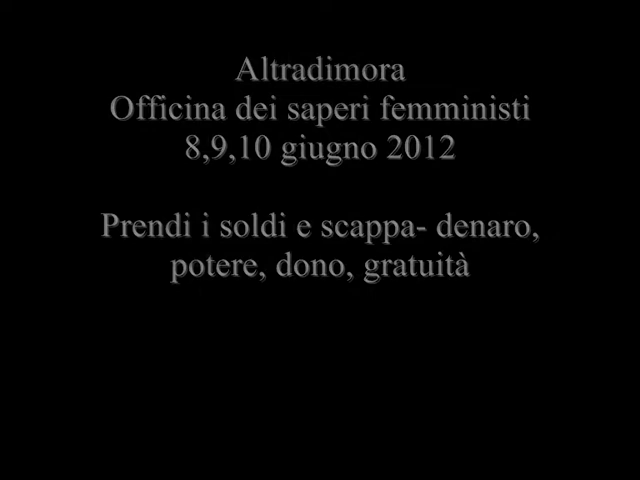 Altradimora
Officina dei saperi femministi
8,9,10 giugno 2012
Prendi i soldi e scappa- denaro,
potere, dono, gratuità